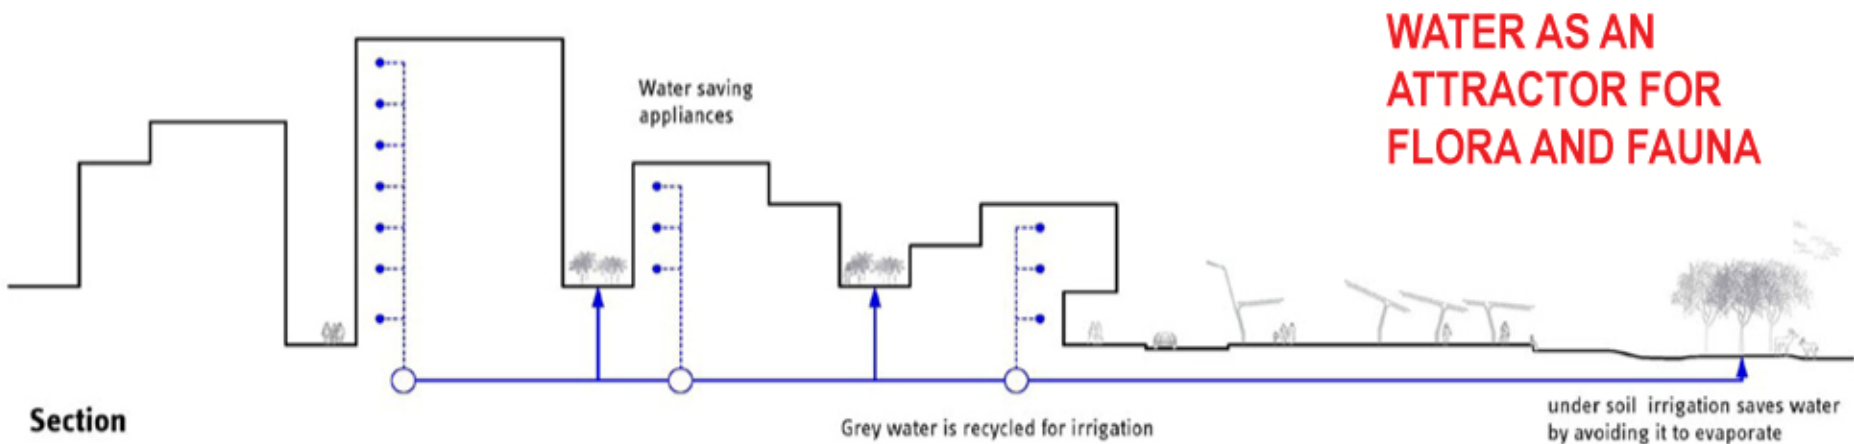 WATER AS AN
ATTRACTOR FOR
FLORA AND FAUNA
Water saving
appliances
Section
Grey water is recycled for irrigation
under soil irrigation saves water
by avoiding it to evaporate